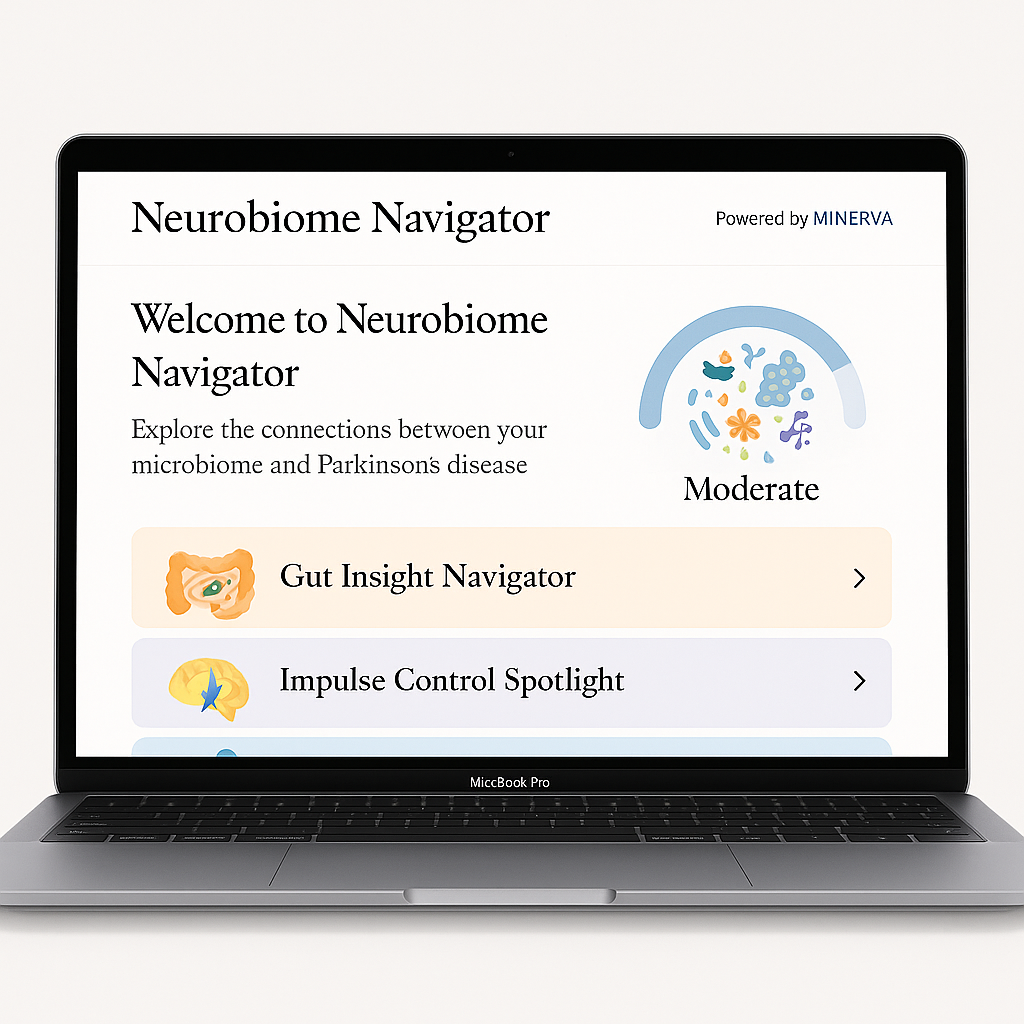 Neurobiome Navigator
Powered by MINERVA
Welcome to Neurobiome
Navigator
Explore the connections betwoen your
microbiome and Parkinson's disease
Moderate
Gut Insight Navigator
Impulse Control Spotlight
MiccBook Pro